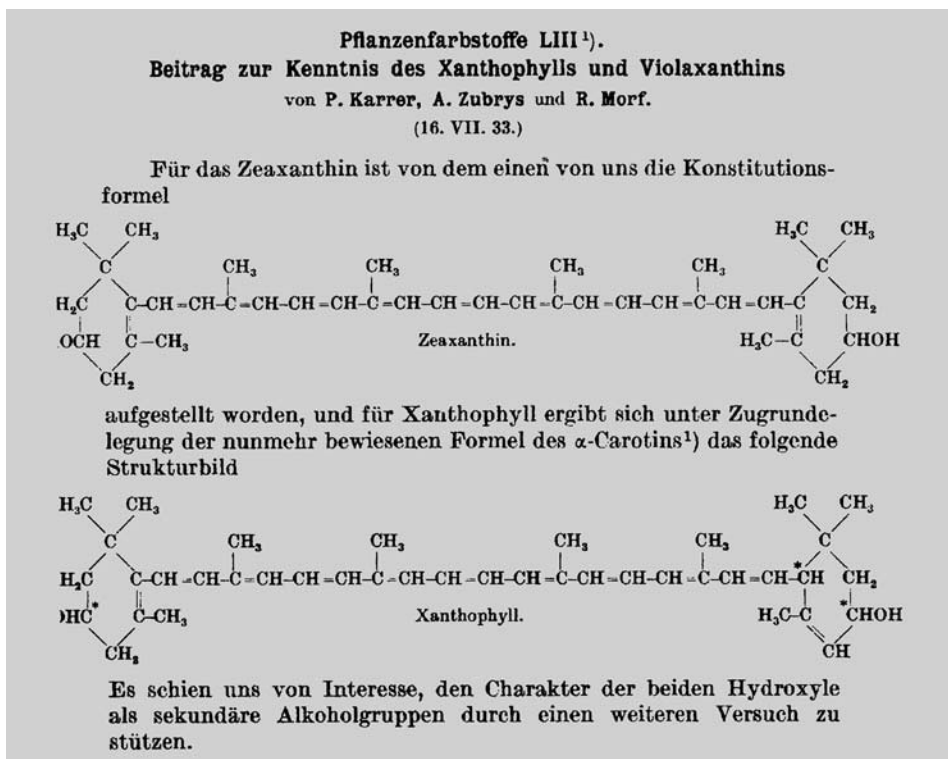 Pflanzenfarbstoffe LIII¹).
Beitrag zur Kenntnis des Xanthophylls und Violaxanthins
von P. Karrer, A. Zubrys und R. Morf.
(16. VII. 33.)
Für das Zeaxanthin ist von dem einen von uns die Konstitutions-
formel
H₃C CH₃ H₃C CH₃
C CH₃ CH₃ CH₃ CH₃ C
H₂C C-CH=CH-C=CH-CH=CH-C=CH-CH=CH-CH=C-CH=CH-CH=C-CH=CH-C CH₂
OCH C-CH₃ Zeaxanthin. H₃C-C CHOH
CH₂ CH₂
aufgestellt worden, und für Xanthophyll ergibt sich unter Zugrunde-
legung der nunmehr bewiesenen Formel des α-Carotins¹) das folgende
Strukturbild
H₃C CH₃ H₃C CH₃
C CH₃ CH₃ CH₃ CH₃ C
H₂C C-CH=CH-C=CH-CH=CH-C=CH-CH=CH-CH=C-CH=CH-CH=C-CH=CH-*CH CH₂
HC* C-CH₃ Xanthophyll. H₃C-C *CHOH
CH₂ CH
Es schien uns von Interesse, den Charakter der beiden Hydroxyle
als sekundäre Alkoholgruppen durch einen weiteren Versuch zu
stützen.